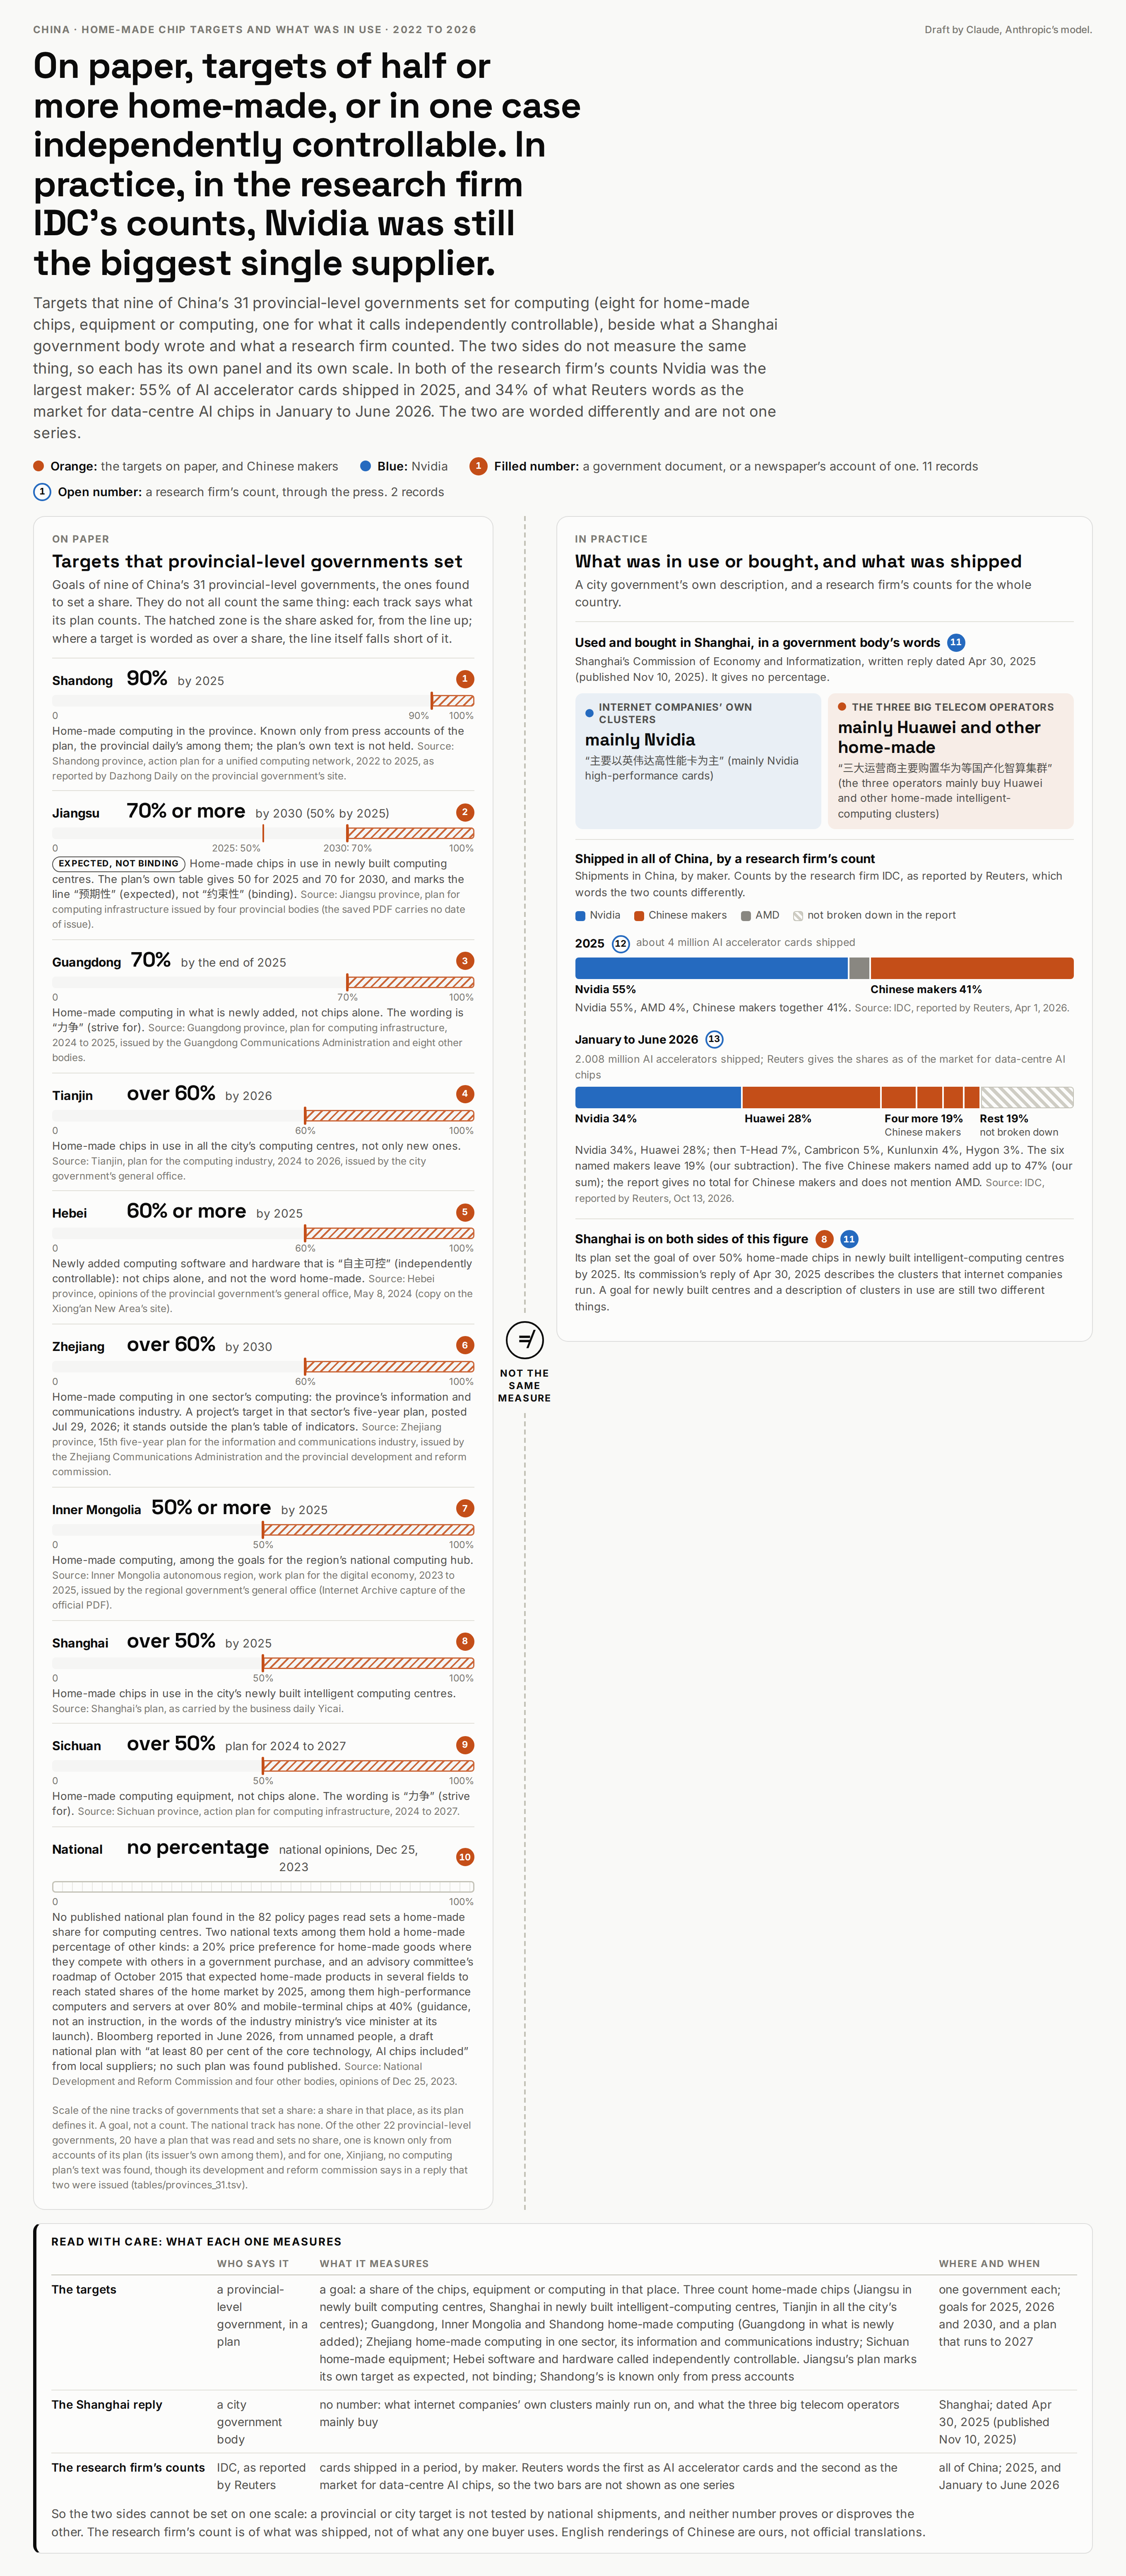 CHINA · HOME-MADE CHIP TARGETS AND WHAT WAS IN USE · 2022 TO 2026
Draft by Claude, Anthropic’s model.
On paper, targets of half or
more home-made, or in one case
independently controllable. In
practice, in the research firm
IDC’s counts, Nvidia was still
the biggest single supplier.
Targets that nine of China’s 31 provincial-level governments set for computing (eight for home-made
chips, equipment or computing, one for what it calls independently controllable), beside what a Shanghai
government body wrote and what a research firm counted. The two sides do not measure the same
thing, so each has its own panel and its own scale. In both of the research firm’s counts Nvidia was the
largest maker: 55% of AI accelerator cards shipped in 2025, and 34% of what Reuters words as the
market for data-centre AI chips in January to June 2026. The two are worded differently and are not one
series.
Orange: the targets on paper, and Chinese makers
Blue: Nvidia
1 Filled number: a government document, or a newspaper’s account of one. 11 records
1 Open number: a research firm’s count, through the press. 2 records
ON PAPER
Targets that provincial-level governments set
Goals of nine of China’s 31 provincial-level governments, the ones found
to set a share. They do not all count the same thing: each track says what
its plan counts. The hatched zone is the share asked for, from the line up;
where a target is worded as over a share, the line itself falls short of it.
Shandong 90% by 2025 1
0 90% 100%
Home-made computing in the province. Known only from press accounts of the
plan, the provincial daily’s among them; the plan’s own text is not held. Source:
Shandong province, action plan for a unified computing network, 2022 to 2025, as
reported by Dazhong Daily on the provincial government’s site.
Jiangsu 70% or more by 2030 (50% by 2025) 2
0 2025: 50% 2030: 70% 100%
EXPECTED, NOT BINDING Home-made chips in use in newly built computing
centres. The plan’s own table gives 50 for 2025 and 70 for 2030, and marks the
line “预期性” (expected), not “约束性” (binding). Source: Jiangsu province, plan for
computing infrastructure issued by four provincial bodies (the saved PDF carries no date
of issue).
Guangdong 70% by the end of 2025 3
0 70% 100%
Home-made computing in what is newly added, not chips alone. The wording is
“力争” (strive for). Source: Guangdong province, plan for computing infrastructure,
2024 to 2025, issued by the Guangdong Communications Administration and eight other
bodies.
Tianjin over 60% by 2026 4
0 60% 100%
Home-made chips in use in all the city’s computing centres, not only new ones.
Source: Tianjin, plan for the computing industry, 2024 to 2026, issued by the city
government’s general office.
Hebei 60% or more by 2025 5
0 60% 100%
Newly added computing software and hardware that is “自主可控” (independently
controllable): not chips alone, and not the word home-made. Source: Hebei
province, opinions of the provincial government’s general office, May 8, 2024 (copy on the
Xiong’an New Area’s site).
Zhejiang over 60% by 2030 6
0 60% 100%
Home-made computing in one sector’s computing: the province’s information and
communications industry. A project’s target in that sector’s five-year plan, posted
Jul 29, 2026; it stands outside the plan’s table of indicators. Source: Zhejiang
province, 15th five-year plan for the information and communications industry, issued by
the Zhejiang Communications Administration and the provincial development and reform
commission.
Inner Mongolia 50% or more by 2025 7
0 50% 100%
Home-made computing, among the goals for the region’s national computing hub.
Source: Inner Mongolia autonomous region, work plan for the digital economy, 2023 to
2025, issued by the regional government’s general office (Internet Archive capture of the
official PDF).
Shanghai over 50% by 2025 8
0 50% 100%
Home-made chips in use in the city’s newly built intelligent computing centres.
Source: Shanghai’s plan, as carried by the business daily Yicai.
Sichuan over 50% plan for 2024 to 2027 9
0 50% 100%
Home-made computing equipment, not chips alone. The wording is “力争” (strive
for). Source: Sichuan province, action plan for computing infrastructure, 2024 to 2027.
National no percentage national opinions, Dec 25,
2023 10
0 100%
No published national plan found in the 82 policy pages read sets a home-made
share for computing centres. Two national texts among them hold a home-made
percentage of other kinds: a 20% price preference for home-made goods where
they compete with others in a government purchase, and an advisory committee’s
roadmap of October 2015 that expected home-made products in several fields to
reach stated shares of the home market by 2025, among them high-performance
computers and servers at over 80% and mobile-terminal chips at 40% (guidance,
not an instruction, in the words of the industry ministry’s vice minister at its
launch). Bloomberg reported in June 2026, from unnamed people, a draft
national plan with “at least 80 per cent of the core technology, AI chips included”
from local suppliers; no such plan was found published. Source: National
Development and Reform Commission and four other bodies, opinions of Dec 25, 2023.
Scale of the nine tracks of governments that set a share: a share in that place, as its plan
defines it. A goal, not a count. The national track has none. Of the other 22 provincial-level
governments, 20 have a plan that was read and sets no share, one is known only from
accounts of its plan (its issuer’s own among them), and for one, Xinjiang, no computing
plan’s text was found, though its development and reform commission says in a reply that
two were issued (tables/provinces_31.tsv).
≠
NOT THE
SAME
MEASURE
IN PRACTICE
What was in use or bought, and what was shipped
A city government’s own description, and a research firm’s counts for the whole
country.
Used and bought in Shanghai, in a government body’s words 11
Shanghai’s Commission of Economy and Informatization, written reply dated Apr 30, 2025
(published Nov 10, 2025). It gives no percentage.
INTERNET COMPANIES’ OWN
CLUSTERS
mainly Nvidia
“主要以英伟达高性能卡为主” (mainly Nvidia
high-performance cards)
THE THREE BIG TELECOM OPERATORS
mainly Huawei and other
home-made
“三大运营商主要购置华为等国产化智算集群”
(the three operators mainly buy Huawei
and other home-made intelligent-
computing clusters)
Shipped in all of China, by a research firm’s count
Shipments in China, by maker. Counts by the research firm IDC, as reported by Reuters, which
words the two counts differently.
Nvidia Chinese makers AMD not broken down in the report
2025 12 about 4 million AI accelerator cards shipped
Nvidia 55% Chinese makers 41%
Nvidia 55%, AMD 4%, Chinese makers together 41%. Source: IDC, reported by Reuters, Apr 1, 2026.
January to June 2026 13
2.008 million AI accelerators shipped; Reuters gives the shares as of the market for data-centre AI
chips
Nvidia 34% Huawei 28% Four more 19% Rest 19%
Chinese makers not broken down
Nvidia 34%, Huawei 28%; then T-Head 7%, Cambricon 5%, Kunlunxin 4%, Hygon 3%. The six
named makers leave 19% (our subtraction). The five Chinese makers named add up to 47% (our
sum); the report gives no total for Chinese makers and does not mention AMD. Source: IDC,
reported by Reuters, Oct 13, 2026.
Shanghai is on both sides of this figure 8 11
Its plan set the goal of over 50% home-made chips in newly built intelligent-computing centres
by 2025. Its commission’s reply of Apr 30, 2025 describes the clusters that internet companies
run. A goal for newly built centres and a description of clusters in use are still two different
things.
READ WITH CARE: WHAT EACH ONE MEASURES
WHO SAYS IT WHAT IT MEASURES WHERE AND WHEN
The targets
a provincial-
level
government, in a
plan
a goal: a share of the chips, equipment or computing in that place. Three count home-made chips (Jiangsu in
newly built computing centres, Shanghai in newly built intelligent-computing centres, Tianjin in all the city’s
centres); Guangdong, Inner Mongolia and Shandong home-made computing (Guangdong in what is newly
added); Zhejiang home-made computing in one sector, its information and communications industry; Sichuan
home-made equipment; Hebei software and hardware called independently controllable. Jiangsu’s plan marks
its own target as expected, not binding; Shandong’s is known only from press accounts
one government each;
goals for 2025, 2026
and 2030, and a plan
that runs to 2027
The Shanghai reply
a city
government
body
no number: what internet companies’ own clusters mainly run on, and what the three big telecom operators
mainly buy
Shanghai; dated Apr
30, 2025 (published
Nov 10, 2025)
The research firm’s counts
IDC, as reported
by Reuters
cards shipped in a period, by maker. Reuters words the first as AI accelerator cards and the second as the
market for data-centre AI chips, so the two bars are not shown as one series
all of China; 2025, and
January to June 2026
So the two sides cannot be set on one scale: a provincial or city target is not tested by national shipments, and neither number proves or disproves the
other. The research firm’s count is of what was shipped, not of what any one buyer uses. English renderings of Chinese are ours, not official translations.